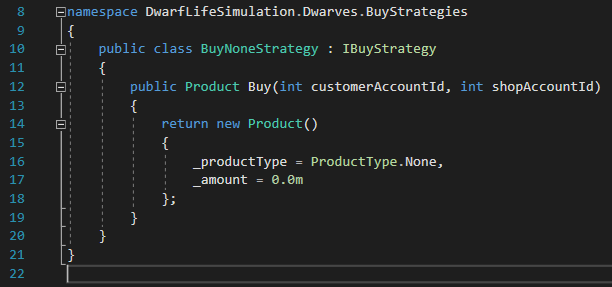 8 namespace DwarfLifeSimulation.Dwarves.BuyStrategies
9 {
10 public class BuyNoneStrategy : IBuyStrategy
11 {
12 public Product Buy(int customerAccountId, int shopAccountId)
13 {
14 return new Product()
15 {
16 _productType = ProductType.None,
17 _amount = 0.0m
18 };
19 }
20 }
21 }
22